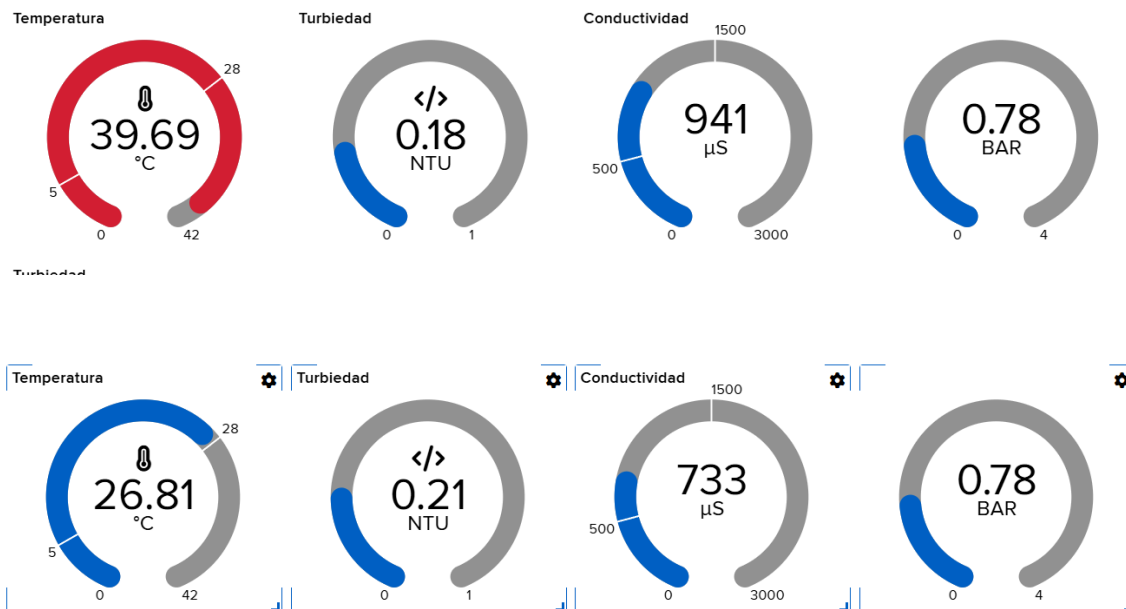 Temperatura
28
39.69
°C
5
0
42
Turbiedad
</>
0.18
NTU
0
1
Conductividad
1500
941
µS
500
0
3000
0.78
BAR
0
4
Turbiedad
Temperatura
28
26.81
°C
5
0
42
Turbiedad
</>
0.21
NTU
0
1
Conductividad
1500
733
µS
500
0
3000
0.78
BAR
0
4